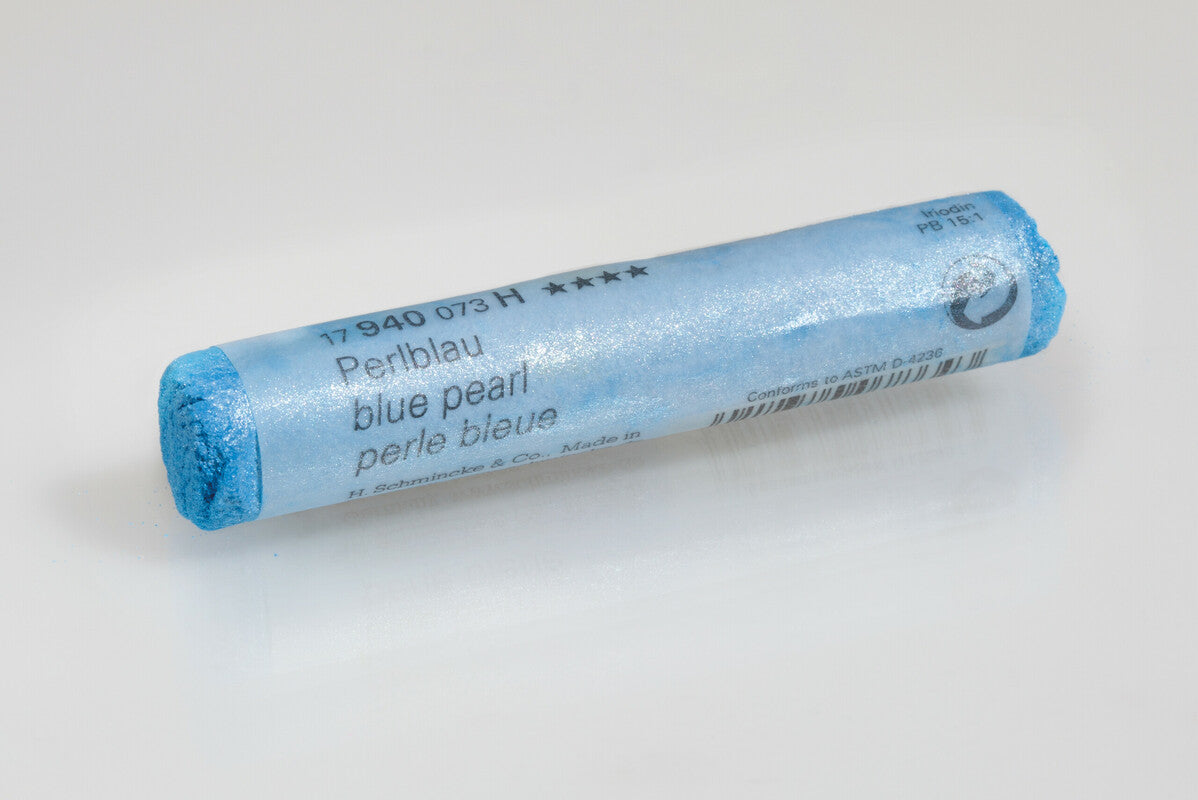 17 940 073 H ★★★★
Perlblau
blue pearl
perle bleue
H. Schmincke & Co., Made in
Iriodin
PB 15:1
Conforms to ASTM D-4236